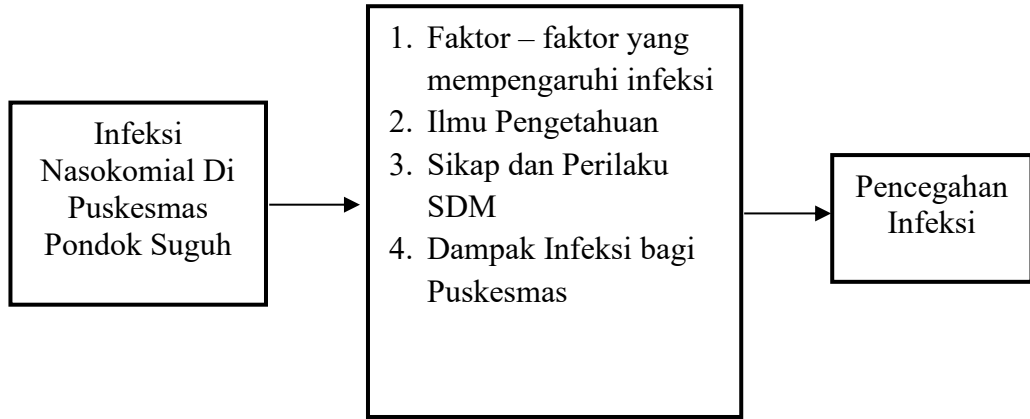 Infeksi
Nasokomial Di
Puskesmas
Pondok Suguh
1. Faktor – faktor yang
mempengaruhi infeksi
2. Ilmu Pengetahuan
3. Sikap dan Perilaku
SDM
4. Dampak Infeksi bagi
Puskesmas
Pencegahan
Infeksi